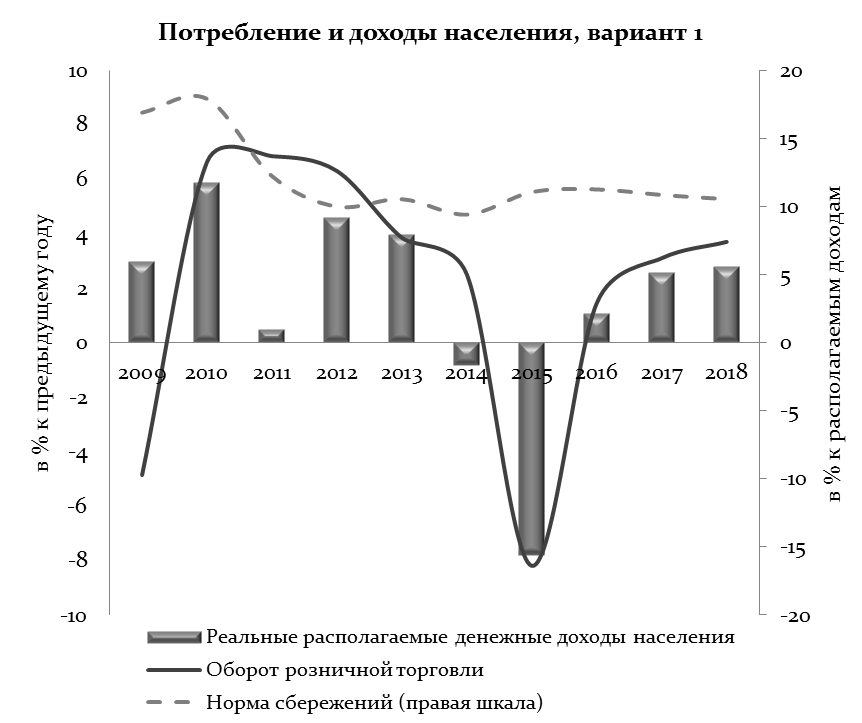 Потребление и доходы населения, вариант 1
10
8
6
4
2
0
-2
-4
-6
-8
-10
в % к предыдущему году
2009 2010 2011 2012 2013 2014 2015 2016 2017 2018
20
15
10
5
0
-5
-10
-15
-20
в % к располагаемым доходам
Реальные располагаемые денежные доходы населения
Оборот розничной торговли
Норма сбережений (правая шкала)